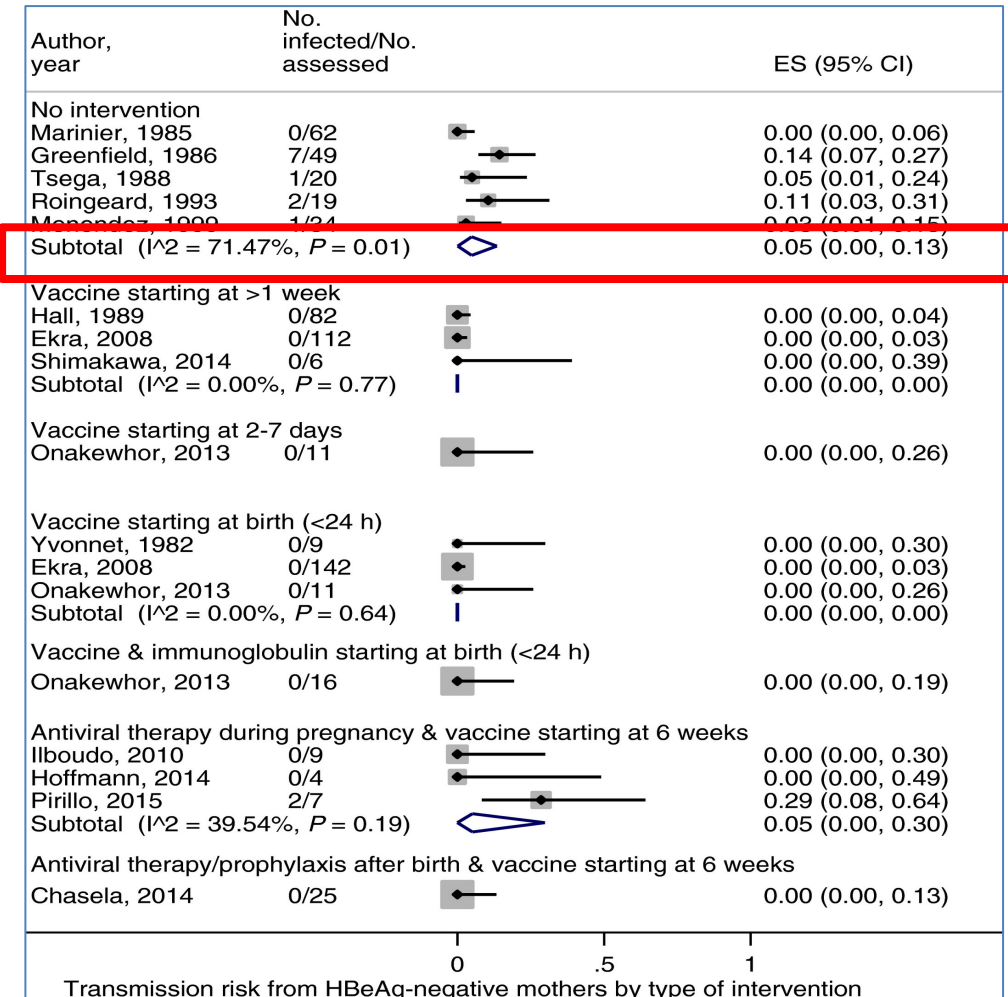 No.
Author, infected/No.
year assessed ES (95% CI)
No intervention
Marinier, 1985 0/62 0.00 (0.00, 0.06)
Greenfield, 1986 7/49 0.14 (0.07, 0.27)
Tsega, 1988 1/20 0.05 (0.01, 0.24)
Roingeard, 1993 2/19 0.11 (0.03, 0.31)
Menendez, 1999 1/34 0.03 (0.01, 0.15)
Subtotal (I^2 = 71.47%, P = 0.01) 0.05 (0.00, 0.13)
Vaccine starting at >1 week
Hall, 1989 0/82 0.00 (0.00, 0.04)
Ekra, 2008 0/112 0.00 (0.00, 0.03)
Shimakawa, 2014 0/6 0.00 (0.00, 0.39)
Subtotal (I^2 = 0.00%, P = 0.77) 0.00 (0.00, 0.00)
Vaccine starting at 2-7 days
Onakewhor, 2013 0/11 0.00 (0.00, 0.26)
Vaccine starting at birth (<24 h)
Yvonnet, 1982 0/9 0.00 (0.00, 0.30)
Ekra, 2008 0/142 0.00 (0.00, 0.03)
Onakewhor, 2013 0/11 0.00 (0.00, 0.26)
Subtotal (I^2 = 0.00%, P = 0.64) 0.00 (0.00, 0.00)
Vaccine & immunoglobulin starting at birth (<24 h)
Onakewhor, 2013 0/16 0.00 (0.00, 0.19)
Antiviral therapy during pregnancy & vaccine starting at 6 weeks
Ilboudo, 2010 0/9 0.00 (0.00, 0.30)
Hoffmann, 2014 0/4 0.00 (0.00, 0.49)
Pirillo, 2015 2/7 0.29 (0.08, 0.64)
Subtotal (I^2 = 39.54%, P = 0.19) 0.05 (0.00, 0.30)
Antiviral therapy/prophylaxis after birth & vaccine starting at 6 weeks
Chasela, 2014 0/25 0.00 (0.00, 0.13)
0 .5 1
Transmission risk from HBeAg-negative mothers by type of intervention